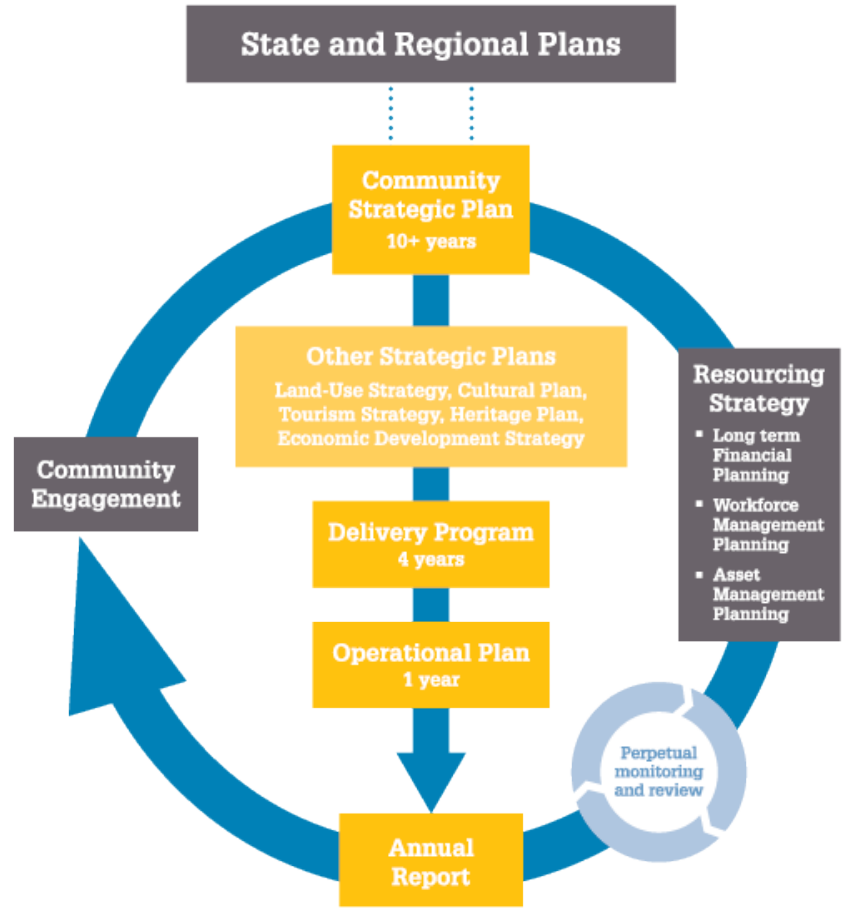 State and Regional Plans
Community
Strategic Plan
10+ years
Other Strategic Plans
Land-Use Strategy, Cultural Plan,
Tourism Strategy, Heritage Plan,
Economic Development Strategy
Resourcing
Strategy
▪ Long term
Financial
Planning
▪ Workforce
Management
Planning
▪ Asset
Management
Planning
Community
Engagement
Delivery Program
4 years
Operational Plan
1 year
Perpetual
monitoring
and review
Annual
Report